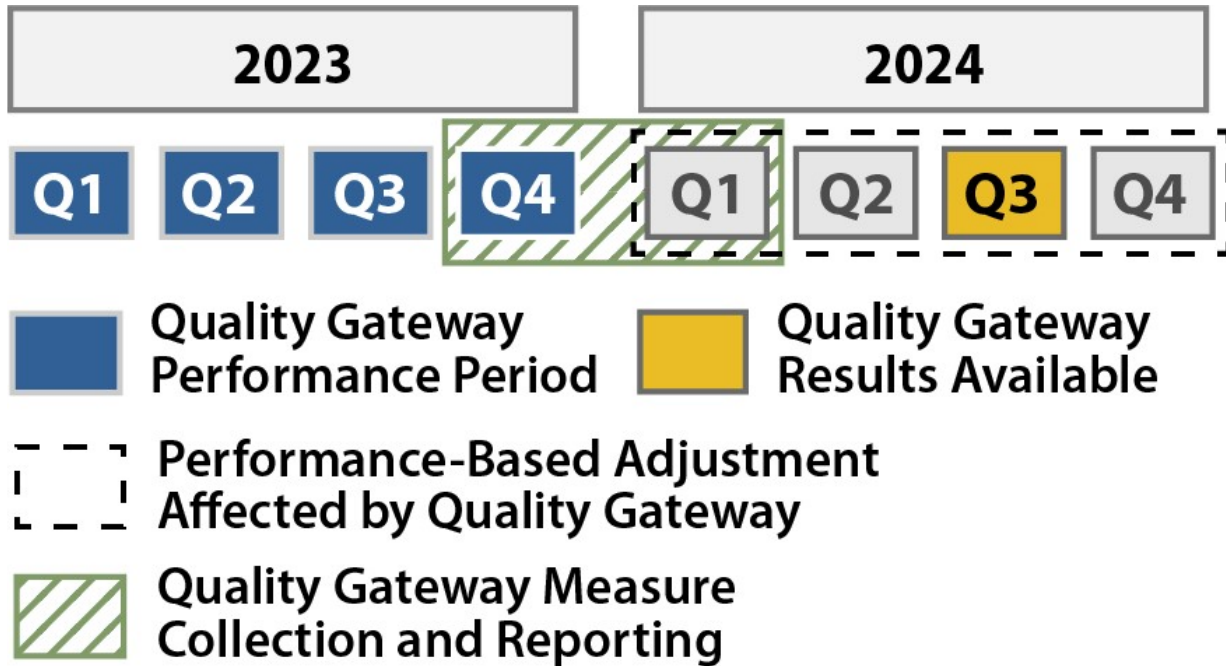 2023 2024
Q1 Q2 Q3 Q4 Q1 Q2 Q3 Q4
Quality Gateway
Performance Period
Quality Gateway
Results Available
Performance-Based Adjustment
Affected by Quality Gateway
Quality Gateway Measure
Collection and Reporting